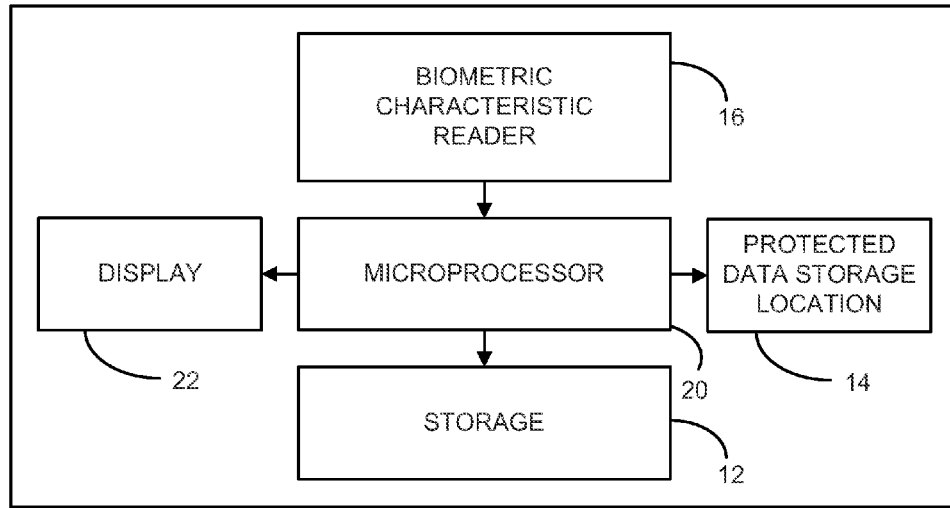 BIOMETRIC
CHARACTERISTIC
READER
16
DISPLAY
MICROPROCESSOR
PROTECTED
DATA STORAGE
LOCATION
22
20
14
STORAGE
12